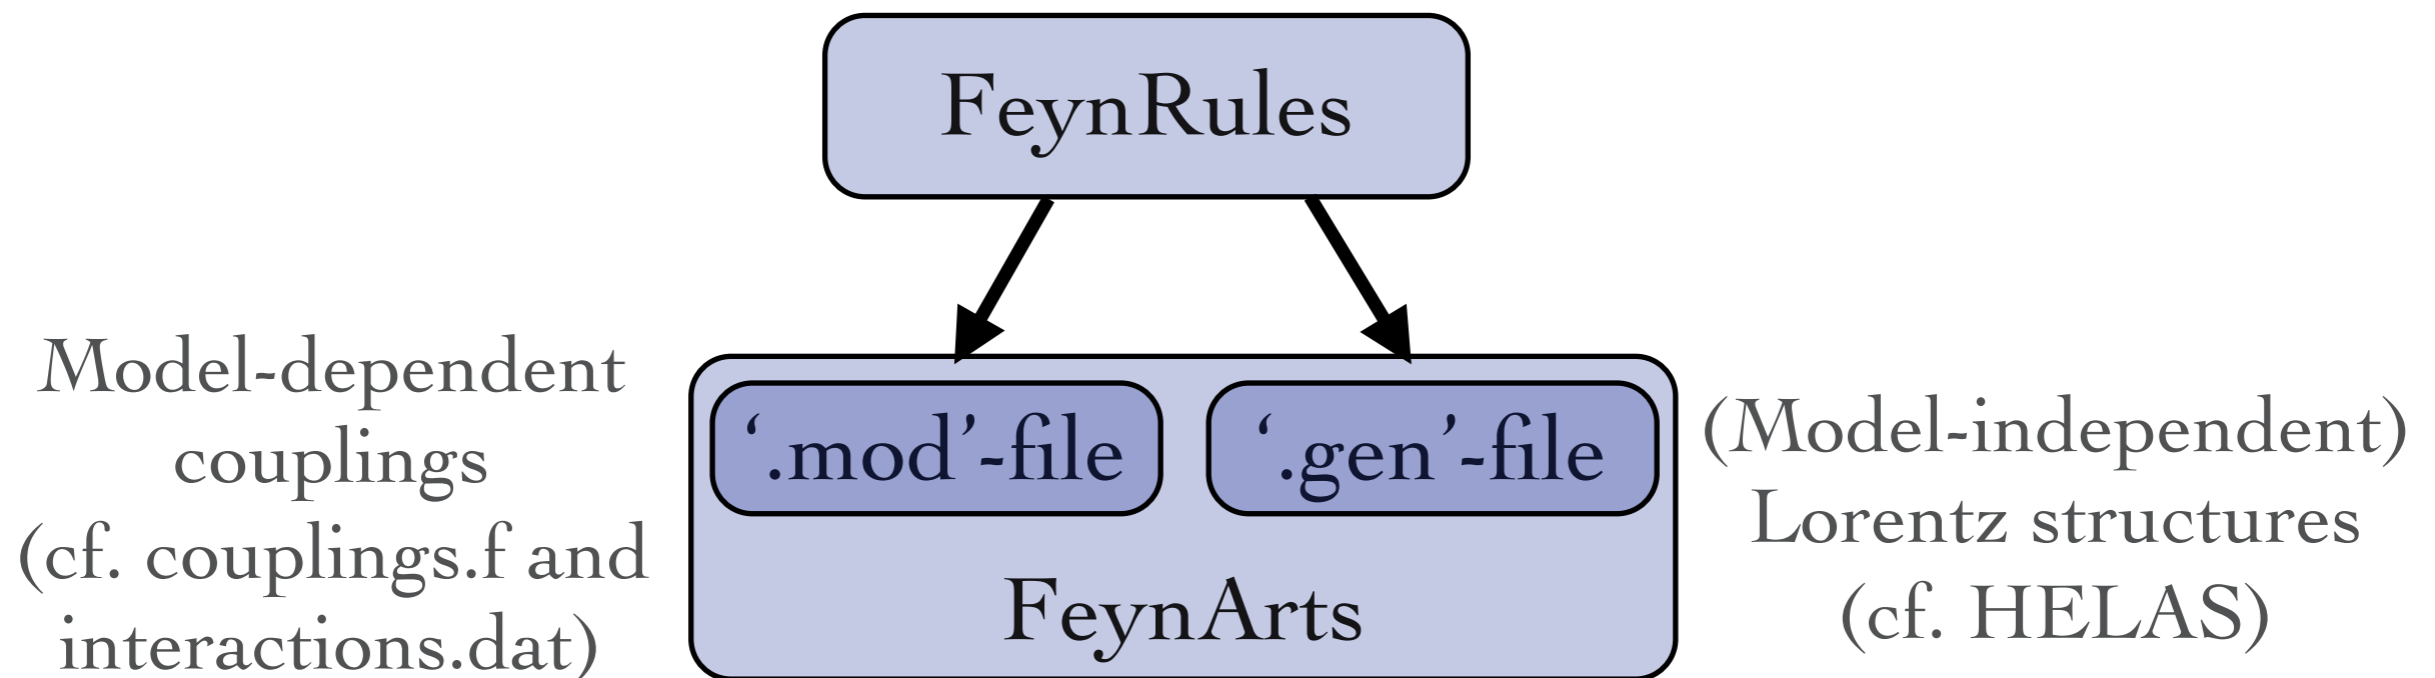 FeynRules
Model-dependent
couplings
(cf. couplings.f and
interactions.dat)
‘.mod’-file
‘.gen’-file
FeynArts
(Model-independent)
Lorentz structures
(cf. HELAS)